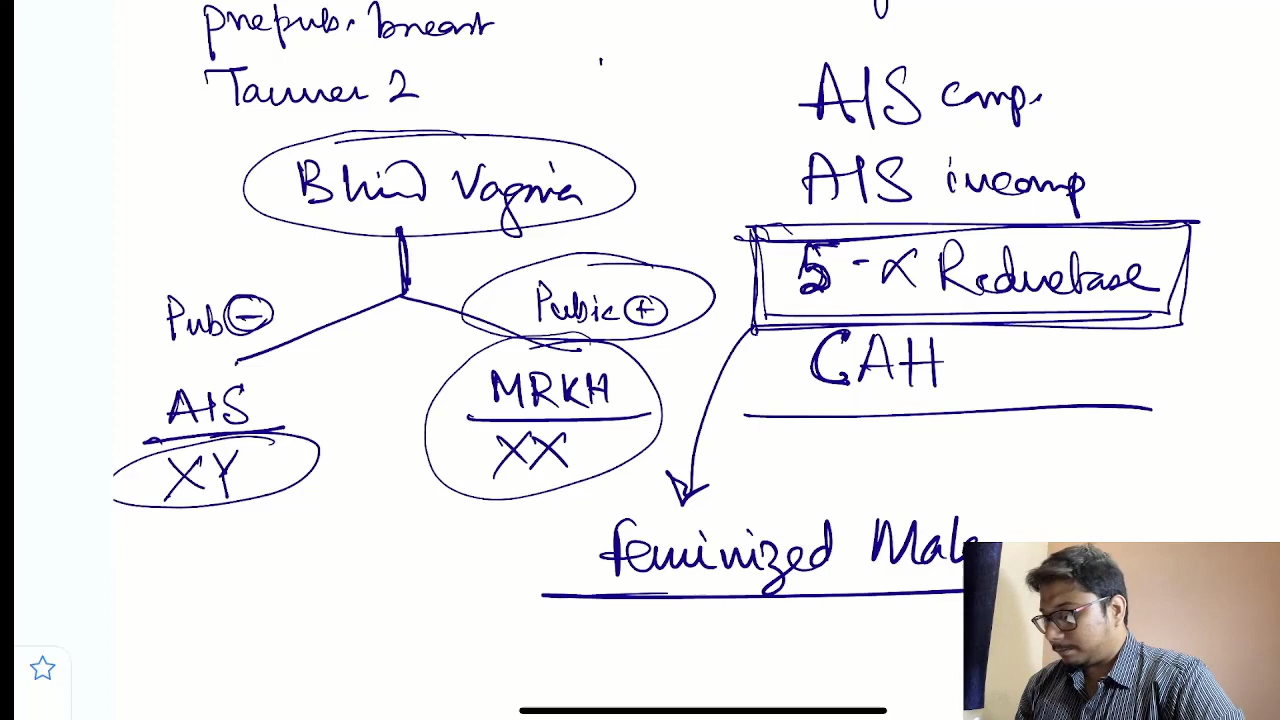 prepub. breast
Tanner 2
Blind Vagina
Pub ⊖
Pubic ⊕
AIS
XY
MRKH
XX
AIS comp.
AIS incomp
5-α Reductase
CAH
feminized Male